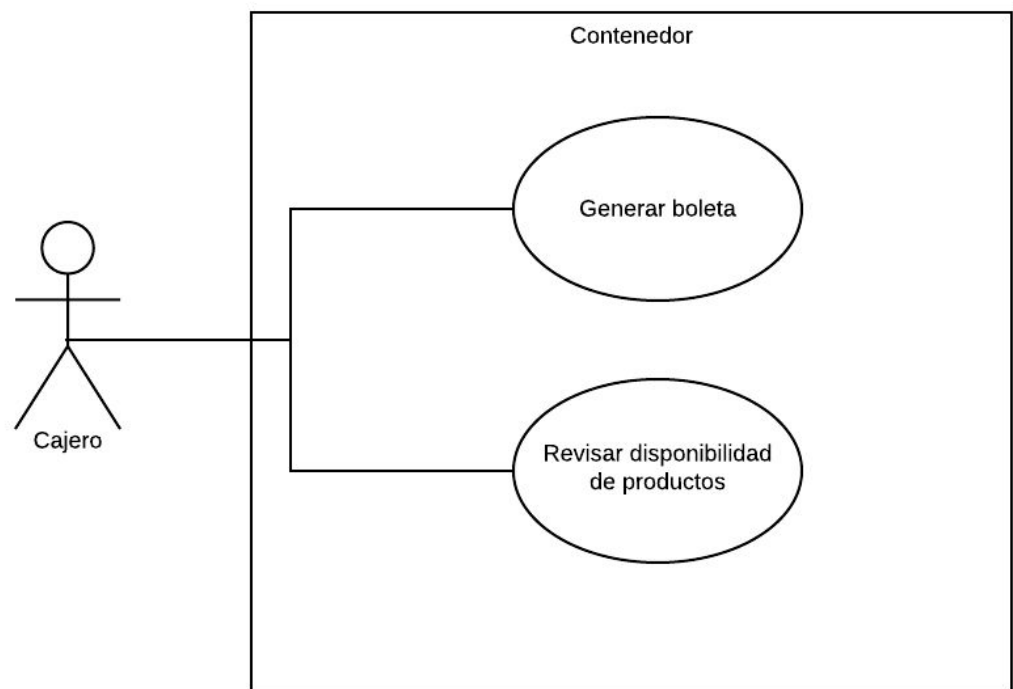 Contenedor
Generar boleta
Cajero
Revisar disponibilidad
de productos